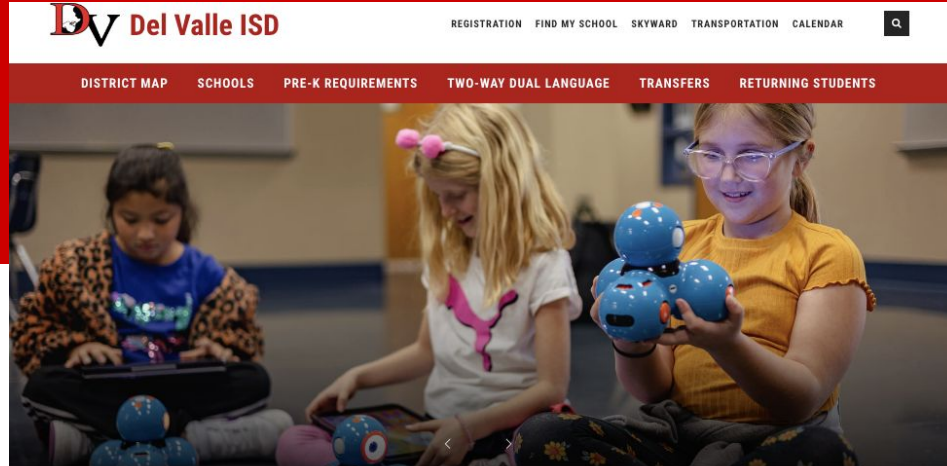 DV Del Valle ISD
REGISTRATION FIND MY SCHOOL SKYWARD TRANSPORTATION CALENDAR
DISTRICT MAP SCHOOLS PRE-K REQUIREMENTS TWO-WAY DUAL LANGUAGE TRANSFERS RETURNING STUDENTS